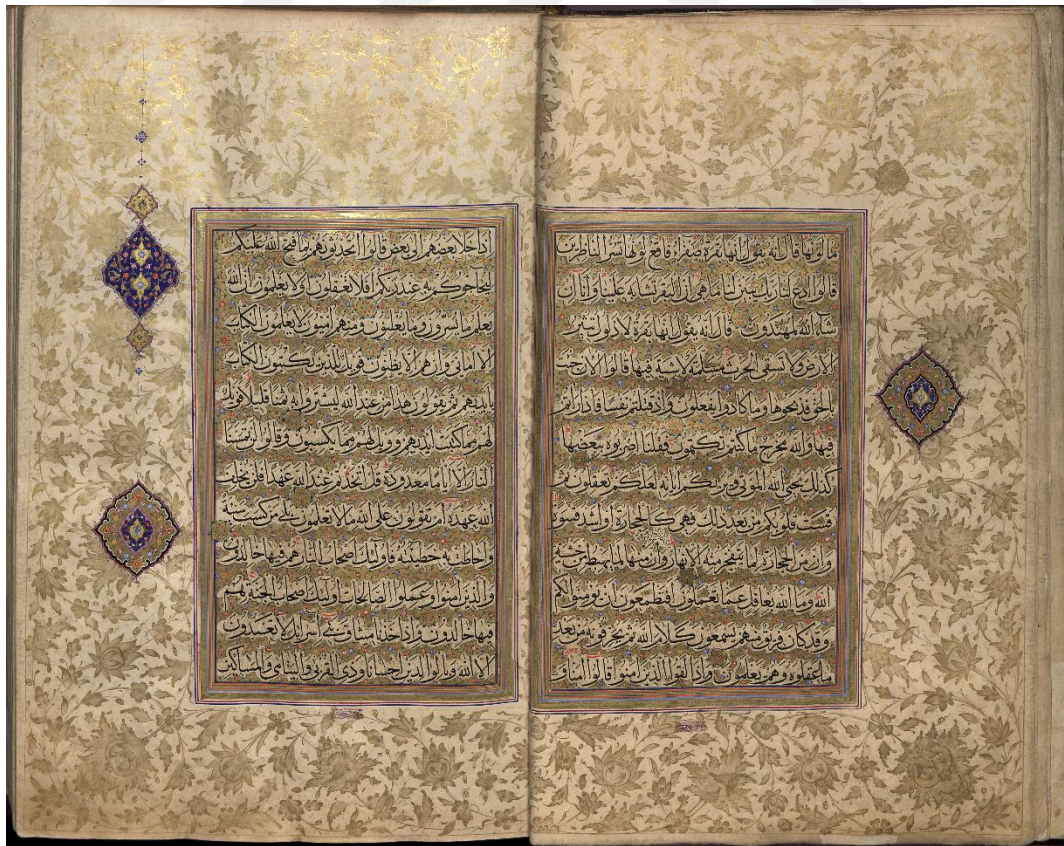 ما لونها قال انه يقول انها بقرة صفراء فاقع لونها تسر الناظرين
قالوا ادع لنا ربك يبين لنا ما هي ان البقر تشابه علينا وانا ان
شاء الله لمهتدون قال انه يقول انها بقرة لا ذلول تثير
الارض ولا تسقي الحرث مسلمة لا شية فيها قالوا الان جئت
بالحق فذبحوها وما كادوا يفعلون واذ قتلتم نفسا فادارأتم
فيها والله مخرج ما كنتم تكتمون فقلنا اضربوه ببعضها
كذلك يحيي الله الموتى ويريكم اياته لعلكم تعقلون ثم
قست قلوبكم من بعد ذلك فهي كالحجارة او اشد قسوة
وان من الحجارة لما يتفجر منه الانهار وان منها لما يهبط من خشية
الله وما الله بغافل عما تعملون افتطمعون ان يؤمنوا لكم
وقد كان فريق منهم يسمعون كلام الله ثم يحرفونه من بعد
ما عقلوه وهم يعلمون واذا لقوا الذين امنوا قالوا امنا و
اذا خلا بعضهم الى بعض قالوا اتحدثونهم بما فتح الله عليكم
ليحاجوكم به عند ربكم افلا تعقلون اولا يعلمون ان الله
يعلم ما يسرون وما يعلنون ومنهم اميون لا يعلمون الكتاب
الا اماني وان هم الا يظنون فويل للذين يكتبون الكتاب
بايديهم ثم يقولون هذا من عند الله ليشتروا به ثمنا قليلا فويل
لهم مما كتبت ايديهم وويل لهم مما يكسبون وقالوا لن تمسنا
النار الا اياما معدودة قل اتخذتم عند الله عهدا فلن يخلف
الله عهده ام تقولون على الله ما لا تعلمون بلى من كسب سيئة
واحاطت به خطيئته فاولئك اصحاب النار هم فيها خالدون
والذين امنوا وعملوا الصالحات اولئك اصحاب الجنة هم
فيها خالدون واذ اخذنا ميثاق بني اسرائيل لا تعبدون
الا الله وبالوالدين احسانا وذي القربى واليتامى والمساكين